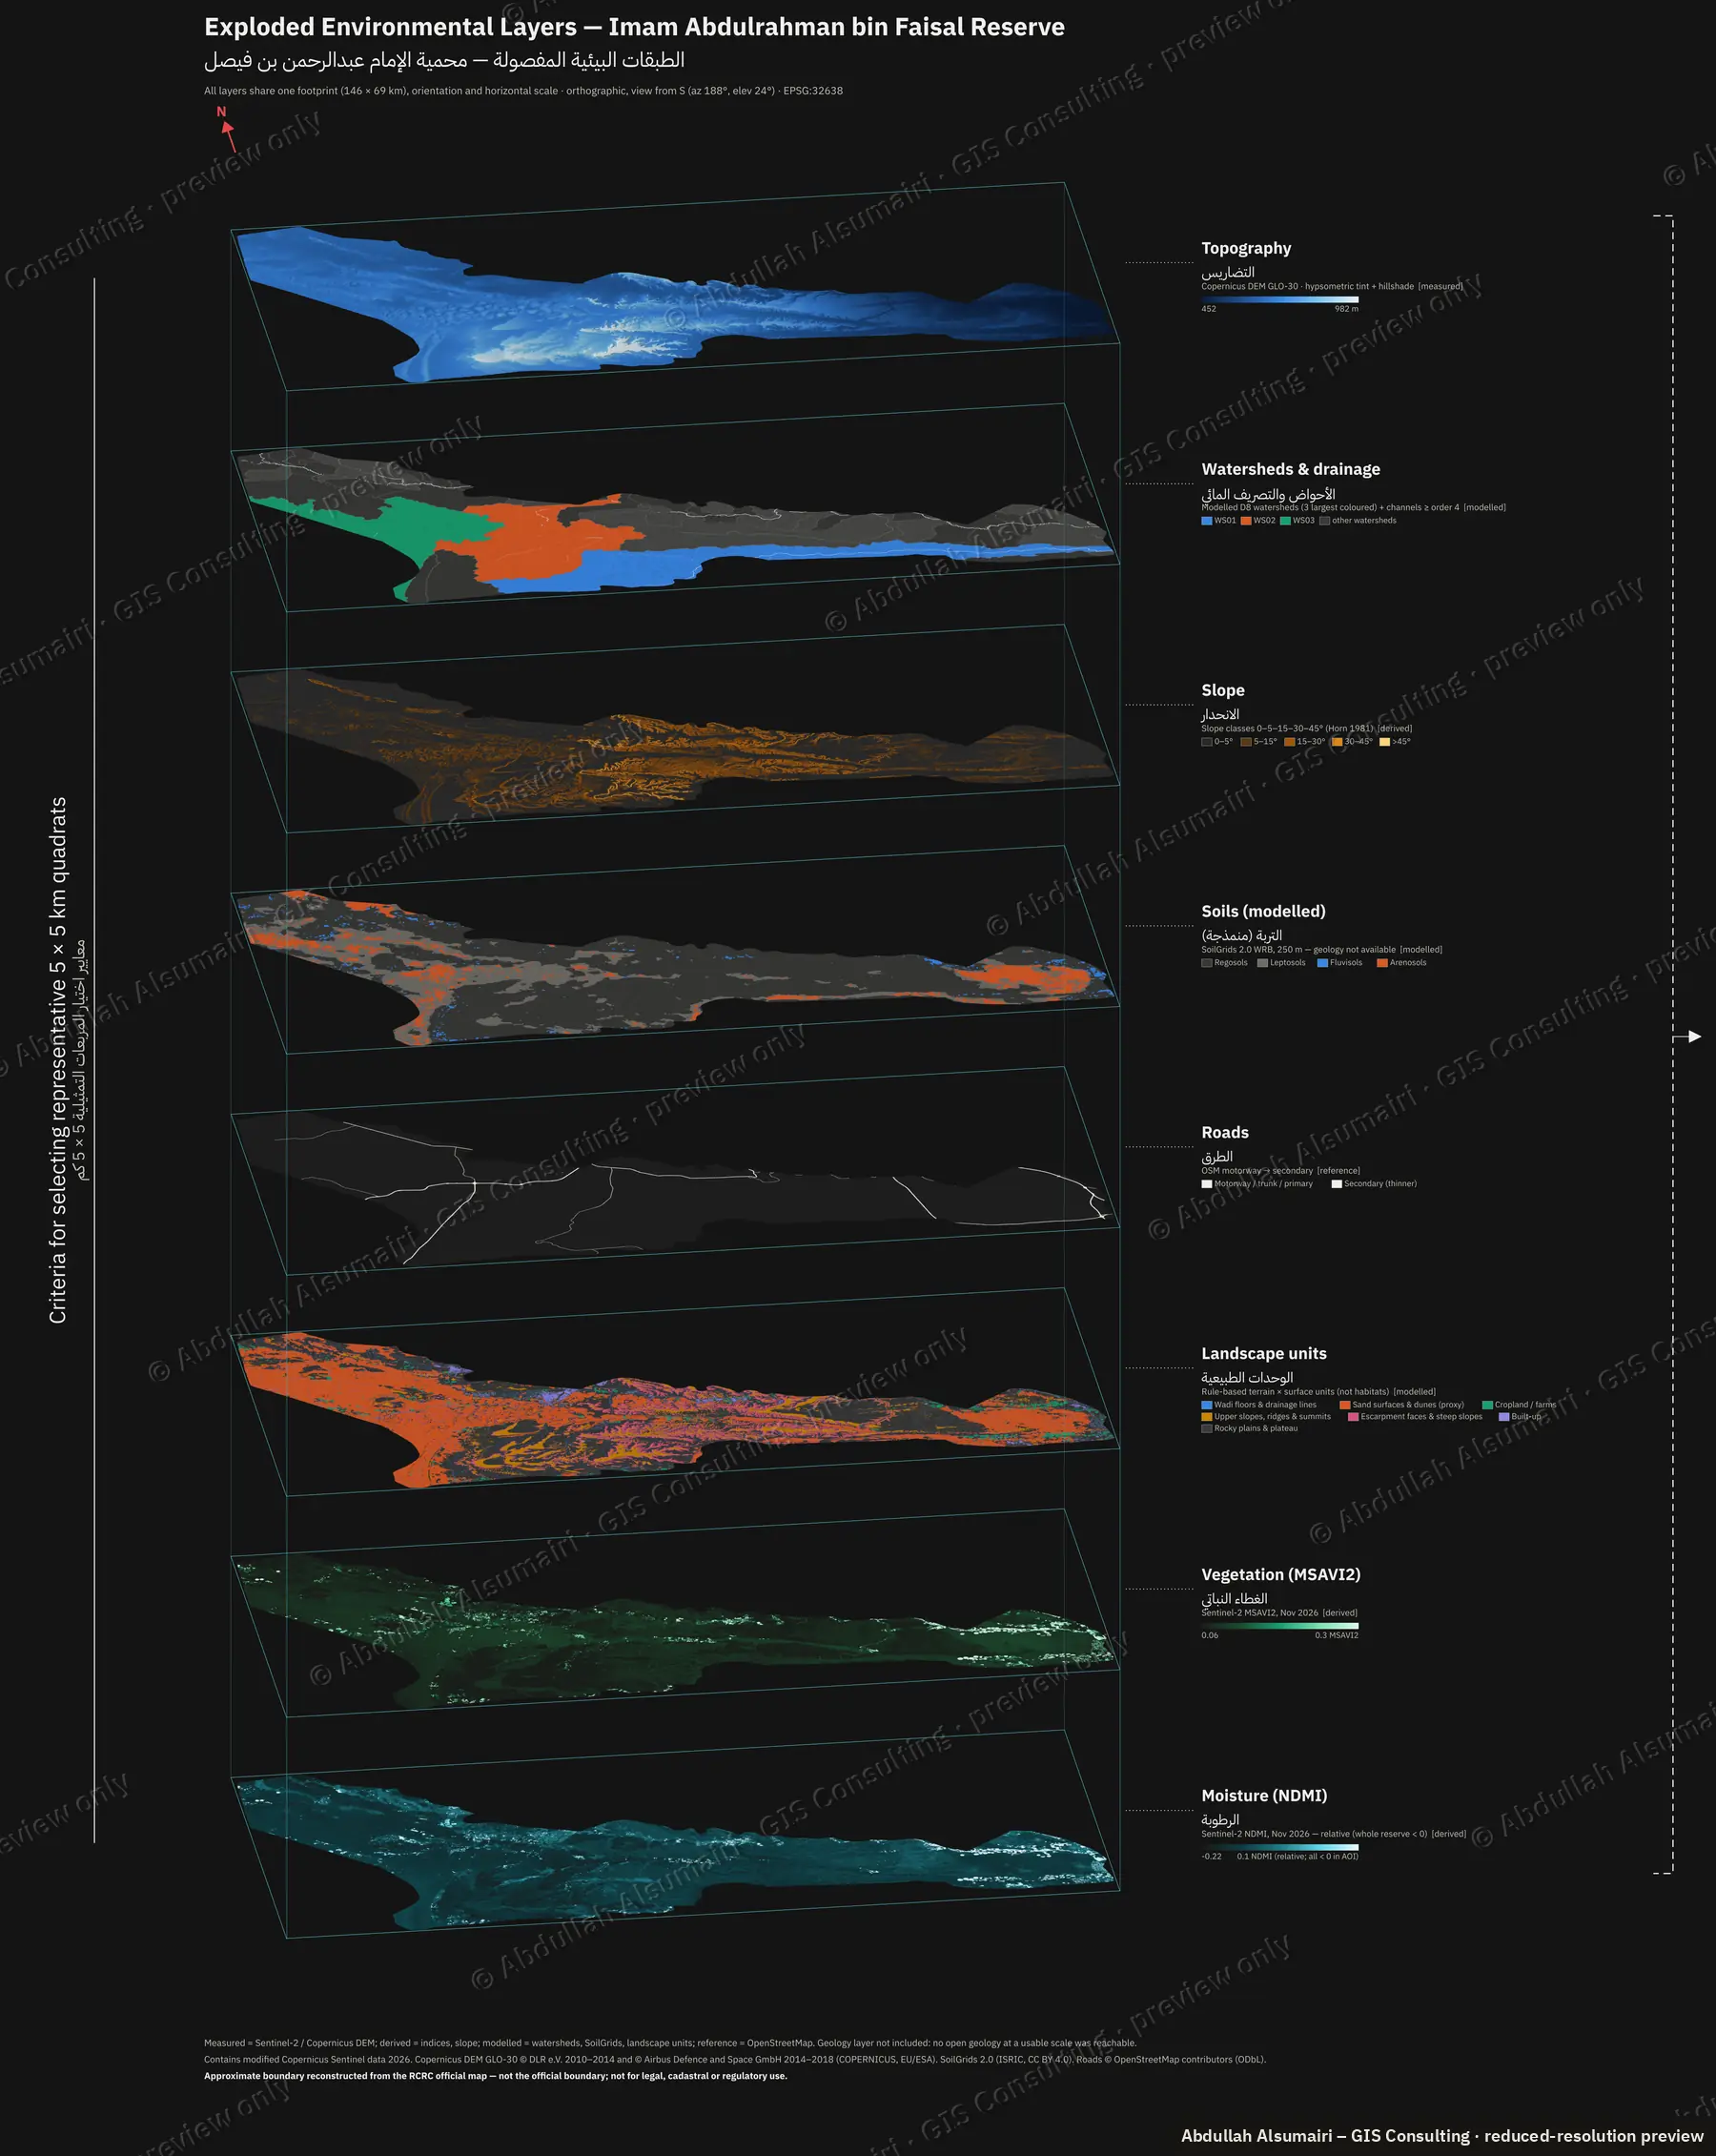 Exploded Environmental Layers — Imam Abdulrahman bin Faisal Reserve
الطبقات البيئية المفصولة — محمية الإمام عبدالرحمن بن فيصل
All layers share one footprint (146 × 69 km), orientation and horizontal scale · orthographic, view from S (az 188°, elev 24°) · EPSG:32638
N
Criteria for selecting representative 5 × 5 km quadrats
معايير اختيار المربعات التمثيلية 5 × 5 كم
Topography
التضاريس
Copernicus DEM GLO-30 · hypsometric tint + hillshade [measured]
452 982 m
Watersheds & drainage
الأحواض والتصريف المائي
Modelled D8 watersheds (3 largest coloured) + channels ≥ order 4 [modelled]
WS01 WS02 WS03 other watersheds
Slope
الانحدار
Slope classes 0–5–15–30–45° (Horn 1981) [derived]
0–5° 5–15° 15–30° 30–45° >45°
Soils (modelled)
التربة (منمذجة)
SoilGrids 2.0 WRB, 250 m — geology not available [modelled]
Regosols Leptosols Fluvisols Arenosols
Roads
الطرق
OSM motorway → secondary [reference]
Motorway / trunk / primary Secondary (thinner)
Landscape units
الوحدات الطبيعية
Rule-based terrain × surface units (not habitats) [modelled]
Wadi floors & drainage lines Sand surfaces & dunes (proxy) Cropland / farms
Upper slopes, ridges & summits Escarpment faces & steep slopes Built-up
Rocky plains & plateau
Vegetation (MSAVI2)
الغطاء النباتي
Sentinel-2 MSAVI2, Nov 2026 [derived]
0.06 0.3 MSAVI2
Moisture (NDMI)
الرطوبة
Sentinel-2 NDMI, Nov 2026 — relative (whole reserve < 0) [derived]
-0.22 0.1 NDMI (relative; all < 0 in AOI)
Measured = Sentinel-2 / Copernicus DEM; derived = indices, slope; modelled = watersheds, SoilGrids, landscape units; reference = OpenStreetMap. Geology layer not included: no open geology at a usable scale was reachable.
Contains modified Copernicus Sentinel data 2026. Copernicus DEM GLO-30 © DLR e.V. 2010–2014 and © Airbus Defence and Space GmbH 2014–2018 (COPERNICUS, EU/ESA). SoilGrids 2.0 (ISRIC, CC BY 4.0). Roads © OpenStreetMap contributors (ODbL).
Approximate boundary reconstructed from the RCRC official map — not the official boundary; not for legal, cadastral or regulatory use.
© Abdullah Alsumairi · GIS Consulting · preview only
Abdullah Alsumairi – GIS Consulting · reduced-resolution preview